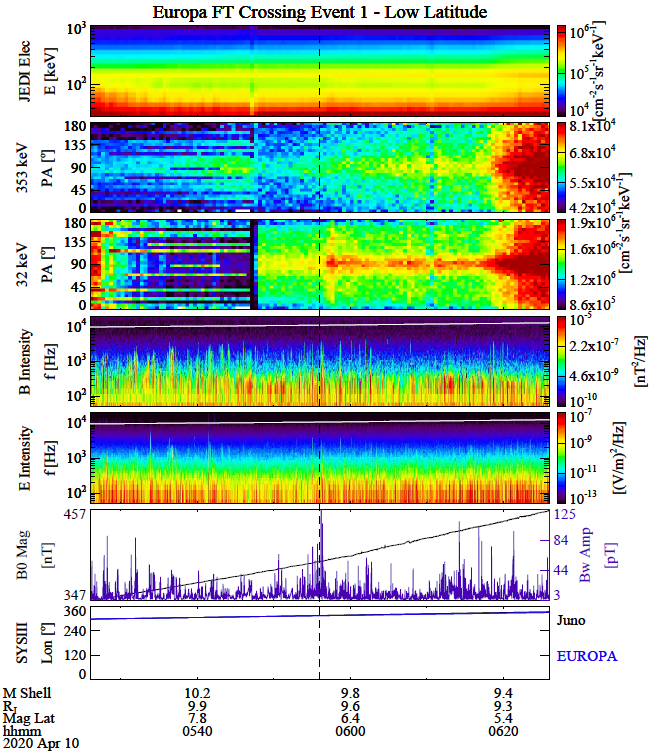 Europa FT Crossing Event 1 - Low Latitude
JEDI Elec
E [keV]
10³
10²
10⁶
10⁵
10⁴
[cm⁻²s⁻¹sr⁻¹keV⁻¹]
353 keV
PA [º]
180
135
90
45
0
8.1x10⁴
6.8x10⁴
5.5x10⁴
4.2x10⁴
[cm⁻²s⁻¹sr⁻¹keV⁻¹]
32 keV
PA [º]
180
135
90
45
0
1.9x10⁶
1.6x10⁶
1.2x10⁶
8.6x10⁵
B Intensity
f [Hz]
10⁴
10³
10²
10⁻⁵
2.2x10⁻⁷
4.6x10⁻⁹
10⁻¹⁰
[nT²/Hz]
E Intensity
f [Hz]
10⁴
10³
10²
10⁻⁷
10⁻⁹
10⁻¹¹
10⁻¹³
[(V/m)²/Hz]
B0 Mag
[nT]
457
347
125
84
44
3
Bw Amp
[pT]
SYSIII
Lon [º]
360
240
120
0
Juno
EUROPA
M Shell 10.2 9.8 9.4
R_J 9.9 9.6 9.3
Mag Lat 7.8 6.4 5.4
hhmm 0540 0600 0620
2020 Apr 10